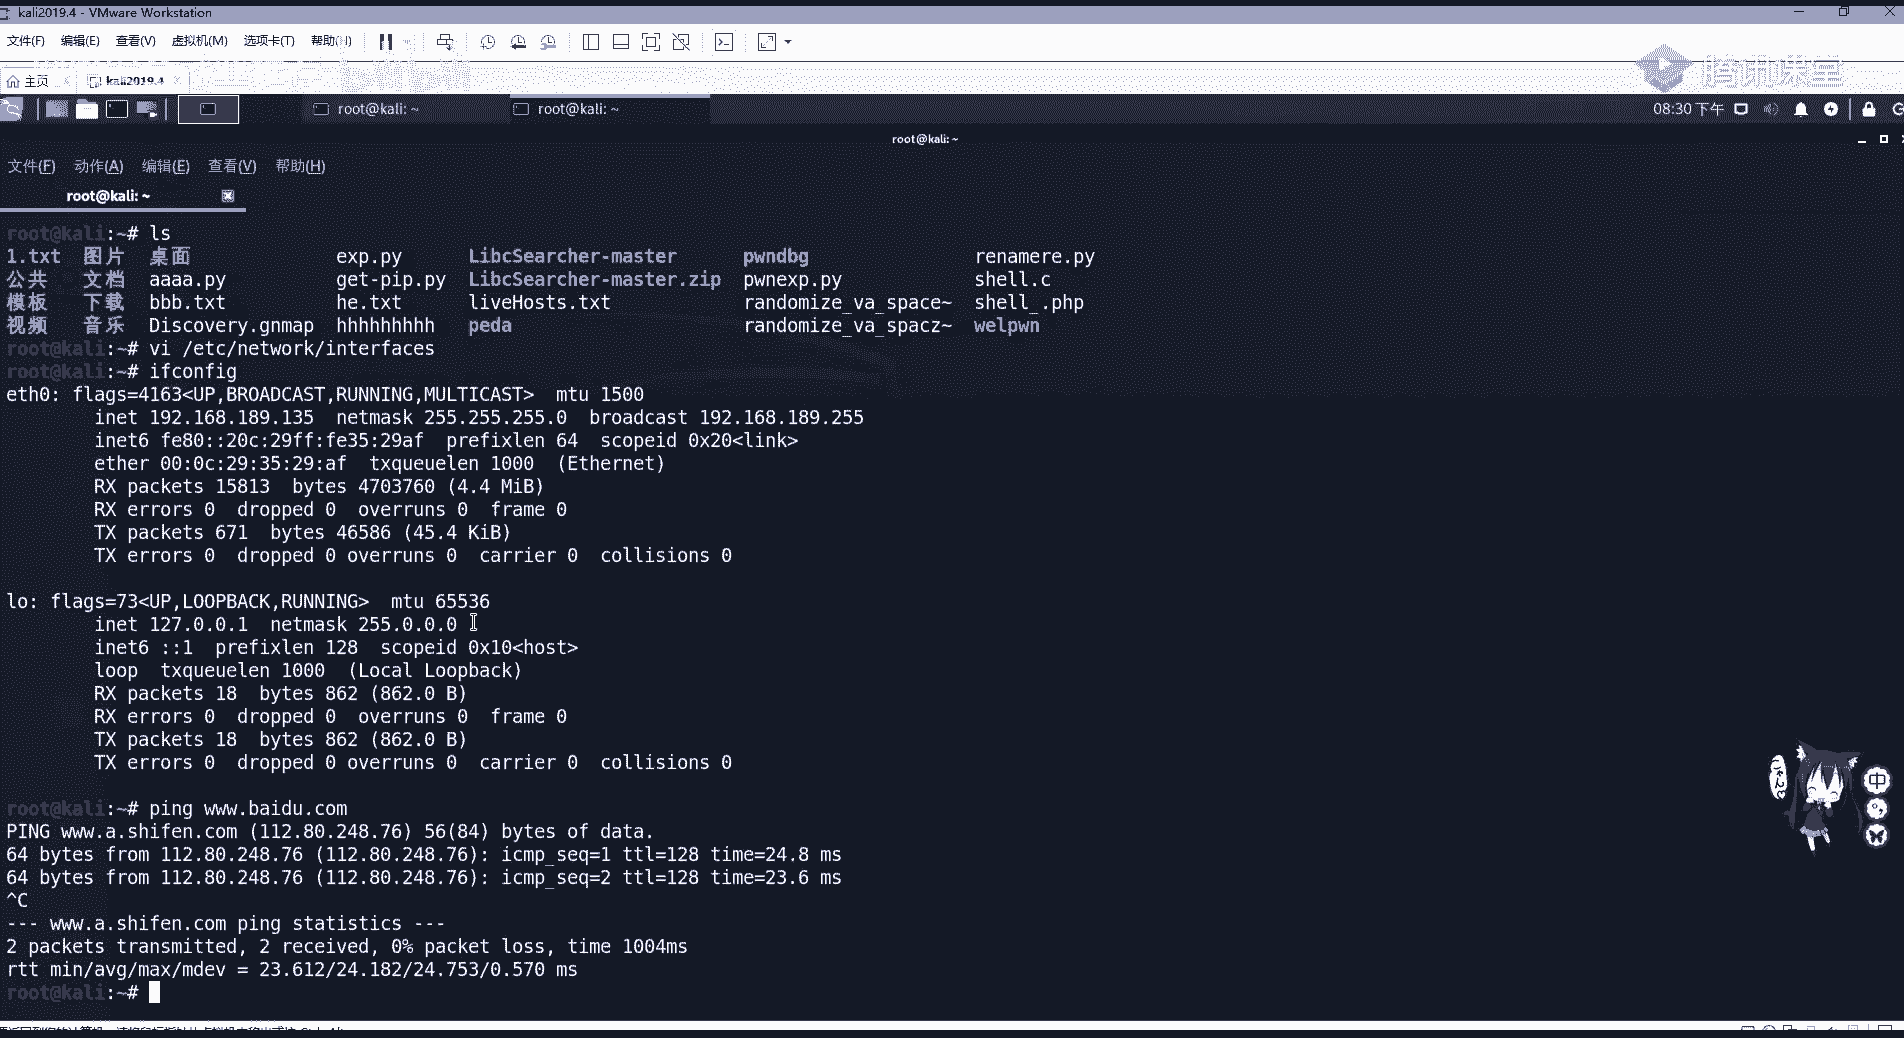 kali2019.4 - VMware Workstation
文件(F) 编辑(E) 查看(V) 虚拟机(M) 选项卡(T) 帮助(H)
主页 kali2019.4
腾讯课堂
root@kali: ~ root@kali: ~ 08:30 下午
root@kali: ~
文件(F) 动作(A) 编辑(E) 查看(V) 帮助(H)
root@kali: ~
root@kali:~# ls
1.txt 图片 桌面 exp.py LibcSearcher-master pwndbg renamere.py
公共 文档 aaaa.py get-pip.py LibcSearcher-master.zip pwnexp.py shell.c
模板 下载 bbb.txt he.txt liveHosts.txt randomize_va_space~ shell_.php
视频 音乐 Discovery.gnmap hhhhhhhhh peda randomize_va_spacz~ welpwn
root@kali:~# vi /etc/network/interfaces
root@kali:~# ifconfig
eth0: flags=4163<UP,BROADCAST,RUNNING,MULTICAST> mtu 1500
inet 192.168.189.135 netmask 255.255.255.0 broadcast 192.168.189.255
inet6 fe80::20c:29ff:fe35:29af prefixlen 64 scopeid 0x20<link>
ether 00:0c:29:35:29:af txqueuelen 1000 (Ethernet)
RX packets 15813 bytes 4703760 (4.4 MiB)
RX errors 0 dropped 0 overruns 0 frame 0
TX packets 671 bytes 46586 (45.4 KiB)
TX errors 0 dropped 0 overruns 0 carrier 0 collisions 0
lo: flags=73<UP,LOOPBACK,RUNNING> mtu 65536
inet 127.0.0.1 netmask 255.0.0.0
inet6 ::1 prefixlen 128 scopeid 0x10<host>
loop txqueuelen 1000 (Local Loopback)
RX packets 18 bytes 862 (862.0 B)
RX errors 0 dropped 0 overruns 0 frame 0
TX packets 18 bytes 862 (862.0 B)
TX errors 0 dropped 0 overruns 0 carrier 0 collisions 0
root@kali:~# ping www.baidu.com
PING www.a.shifen.com (112.80.248.76) 56(84) bytes of data.
64 bytes from 112.80.248.76 (112.80.248.76): icmp_seq=1 ttl=128 time=24.8 ms
64 bytes from 112.80.248.76 (112.80.248.76): icmp_seq=2 ttl=128 time=23.6 ms
^C
--- www.a.shifen.com ping statistics ---
2 packets transmitted, 2 received, 0% packet loss, time 1004ms
rtt min/avg/max/mdev = 23.612/24.182/24.753/0.570 ms
root@kali:~#
中